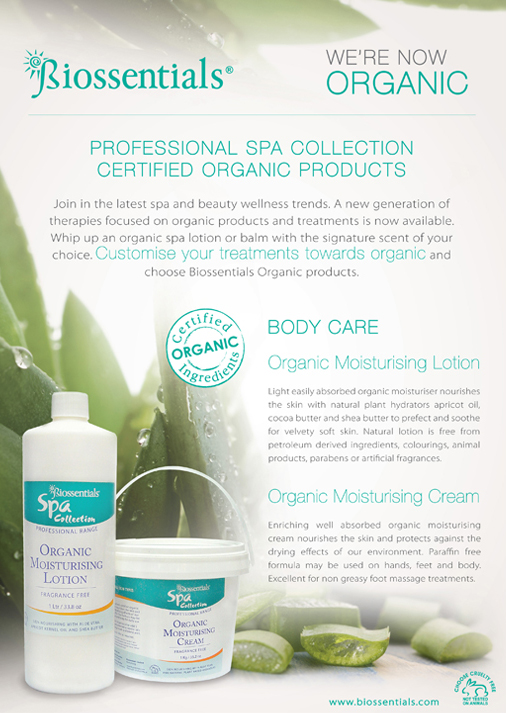 Biossentials®
WE'RE NOW
ORGANIC
PROFESSIONAL SPA COLLECTION
CERTIFIED ORGANIC PRODUCTS
Join in the latest spa and beauty wellness trends. A new generation of
therapies focused on organic products and treatments is now available.
Whip up an organic spa lotion or balm with the signature scent of your
choice. Customise your treatments towards organic and
choose Biossentials Organic products.
Certified
ORGANIC
Ingredients
BODY CARE
Organic Moisturising Lotion
Light easily absorbed organic moisturiser nourishes
the skin with natural plant hydrators apricot oil,
cocoa butter and shea butter to prefect and soothe
for velvety soft skin. Natural lotion is free from
petroleum derived ingredients, colourings, animal
products, parabens or artificial fragrances.
Organic Moisturising Cream
Enriching well absorbed organic moisturising
cream nourishes the skin and protects against the
drying effects of our environment. Paraffin free
formula may be used on hands, feet and body.
Excellent for non greasy foot massage treatments.
Biossentials
Spa
Collection
PROFESSIONAL RANGE
ORGANIC
MOISTURISING
LOTION
FRAGRANCE FREE
Biossentials
Spa
Collection
PROFESSIONAL RANGE
ORGANIC
MOISTURISING
CREAM
FRAGRANCE FREE
www.biossentials.com
CHOOSE CRUELTY FREE
NOT TESTED
ON ANIMALS